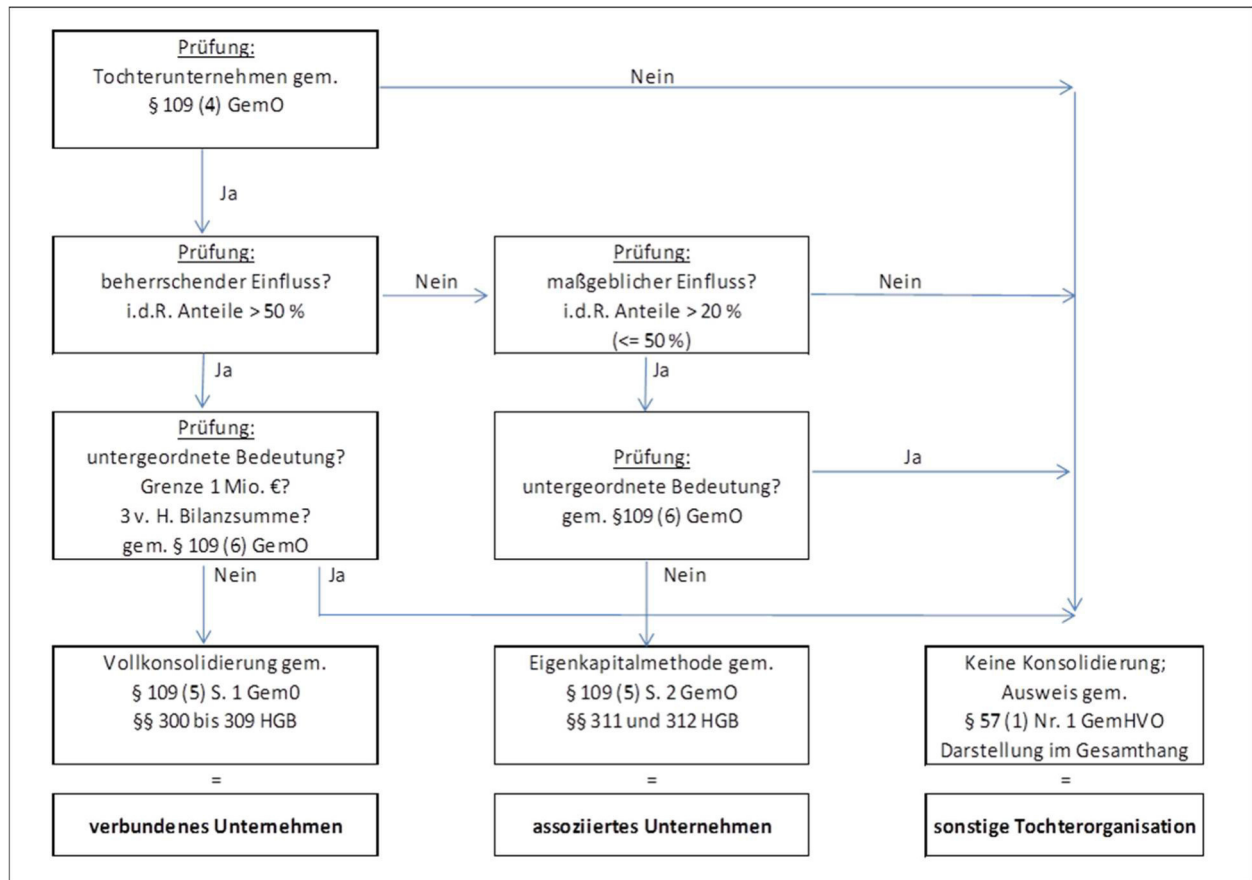 Prüfung:
Tochterunternehmen gem.
§ 109 (4) GemO
Nein
Ja
Prüfung:
beherrschender Einfluss?
i.d.R. Anteile > 50 %
Nein
Prüfung:
maßgeblicher Einfluss?
i.d.R. Anteile > 20 %
(<= 50 %)
Nein
Ja
Ja
Prüfung:
untergeordnete Bedeutung?
Grenze 1 Mio. €?
3 v. H. Bilanzsumme?
gem. § 109 (6) GemO
Prüfung:
untergeordnete Bedeutung?
gem. §109 (6) GemO
Ja
Nein
Ja
Nein
Vollkonsolidierung gem.
§ 109 (5) S. 1 Gem0
§§ 300 bis 309 HGB
Eigenkapitalmethode gem.
§ 109 (5) S. 2 GemO
§§ 311 und 312 HGB
Keine Konsolidierung;
Ausweis gem.
§ 57 (1) Nr. 1 GemHVO
Darstellung im Gesamthang
=
=
=
verbundenes Unternehmen
assoziiertes Unternehmen
sonstige Tochterorganisation